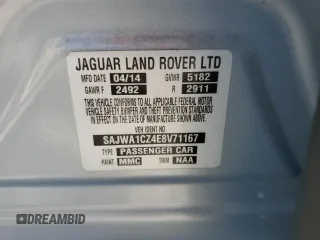 JAGUAR LAND ROVER LTD
MFD DATE 04/14 GVWR 5182
GAWR F 2492 R 2911
THIS VEHICLE CONFORMS TO ALL APPLICABLE FEDERAL MOTOR
VEHICLE SAFETY BUMPER AND THEFT PREVENTION STANDARDS
IN EFFECT ON THE DATE OF MANUFACTURE SHOWN ABOVE
VEH IDENT NO
SAJWA1CZ4E8V71167
TYPE PASSENGER CAR
PAINT MMC TRIM NAA
DREAMBID